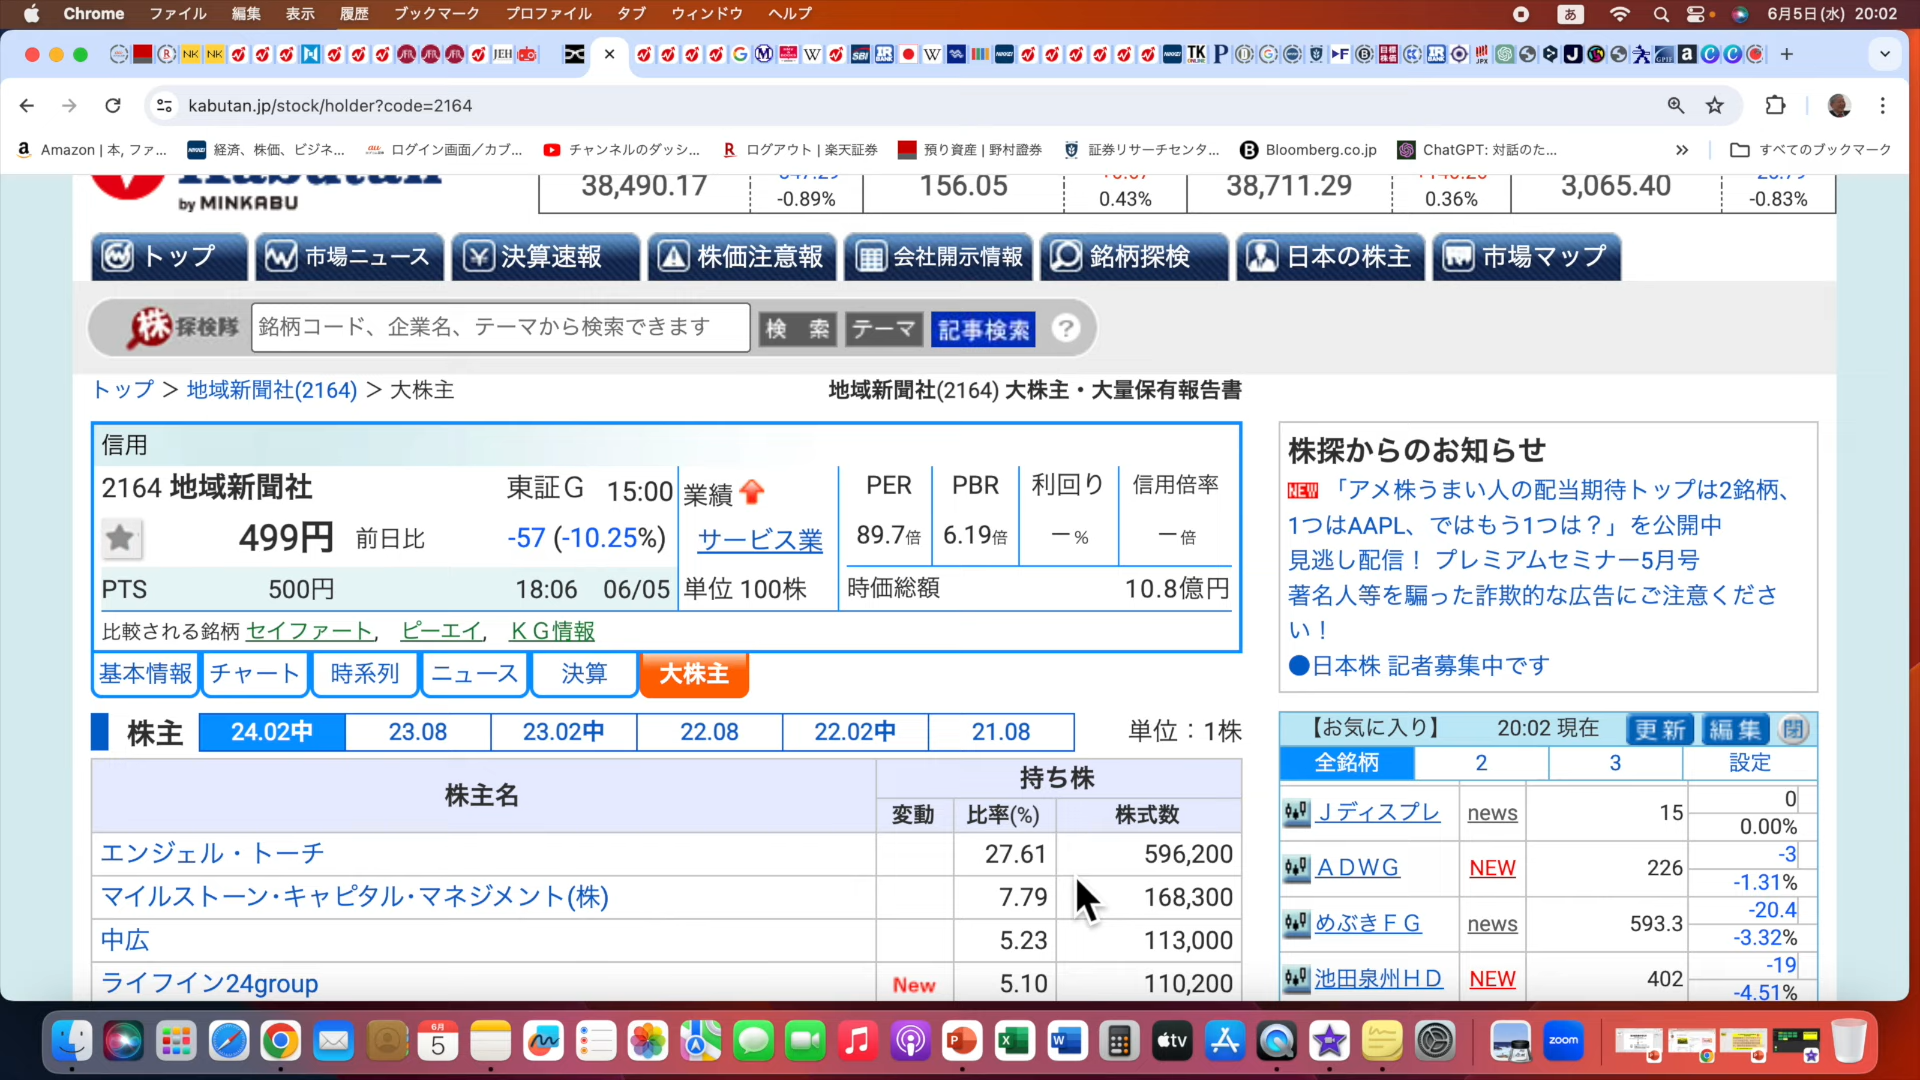 Chrome ファイル 編集 表示 履歴 ブックマーク プロファイル タブ ウィンドウ ヘルプ あ 6月5日(水) 20:02
kabutan.jp/stock/holder?code=2164
Amazon | 本, ファ... 経済、株価、ビジネ... ログイン画面／カブ... チャンネルのダッシ... ログアウト | 楽天証券 預り資産 | 野村證券 証券リサーチセンタ... Bloomberg.co.jp ChatGPT: 対話のた... » すべてのブックマーク
by MINKABU
38,490.17 -0.89% 156.05 0.43% 38,711.29 0.36% 3,065.40 -0.83%
トップ 市場ニュース 決算速報 株価注意報 会社開示情報 銘柄探検 日本の株主 市場マップ
株探検隊 銘柄コード、企業名、テーマから検索できます 検 索 テーマ 記事検索 ?
トップ > 地域新聞社(2164) > 大株主 地域新聞社(2164) 大株主・大量保有報告書
信用
2164 地域新聞社 東証Ｇ 15:00 業績 PER PBR 利回り 信用倍率
499円 前日比 -57 (-10.25%) サービス業 89.7倍 6.19倍 －% －倍
PTS 500円 18:06 06/05 単位 100株 時価総額 10.8億円
比較される銘柄 セイファート, ピーエイ, ＫＧ情報
基本情報 チャート 時系列 ニュース 決算 大株主
株主 24.02中 23.08 23.02中 22.08 22.02中 21.08 単位：1株
株主名 持ち株
変動 比率(%) 株式数
エンジェル・トーチ 27.61 596,200
マイルストーン・キャピタル・マネジメント(株) 7.79 168,300
中広 5.23 113,000
ライフイン24group New 5.10 110,200
株探からのお知らせ
NEW 「アメ株うまい人の配当期待トップは2銘柄、
1つはAAPL、ではもう1つは？」を公開中
見逃し配信！ プレミアムセミナー5月号
著名人等を騙った詐欺的な広告にご注意くださ
い！
●日本株 記者募集中です
【お気に入り】 20:02 現在 更新 編集 閉
全銘柄 2 3 設定
Ｊディスプレ news 15 0
0.00%
ＡＤＷＧ NEW 226 -3
-1.31%
めぶきＦＧ news 593.3 -20.4
-3.32%
池田泉州ＨＤ NEW 402 -19
-4.51%
6月
5
tv
zoom